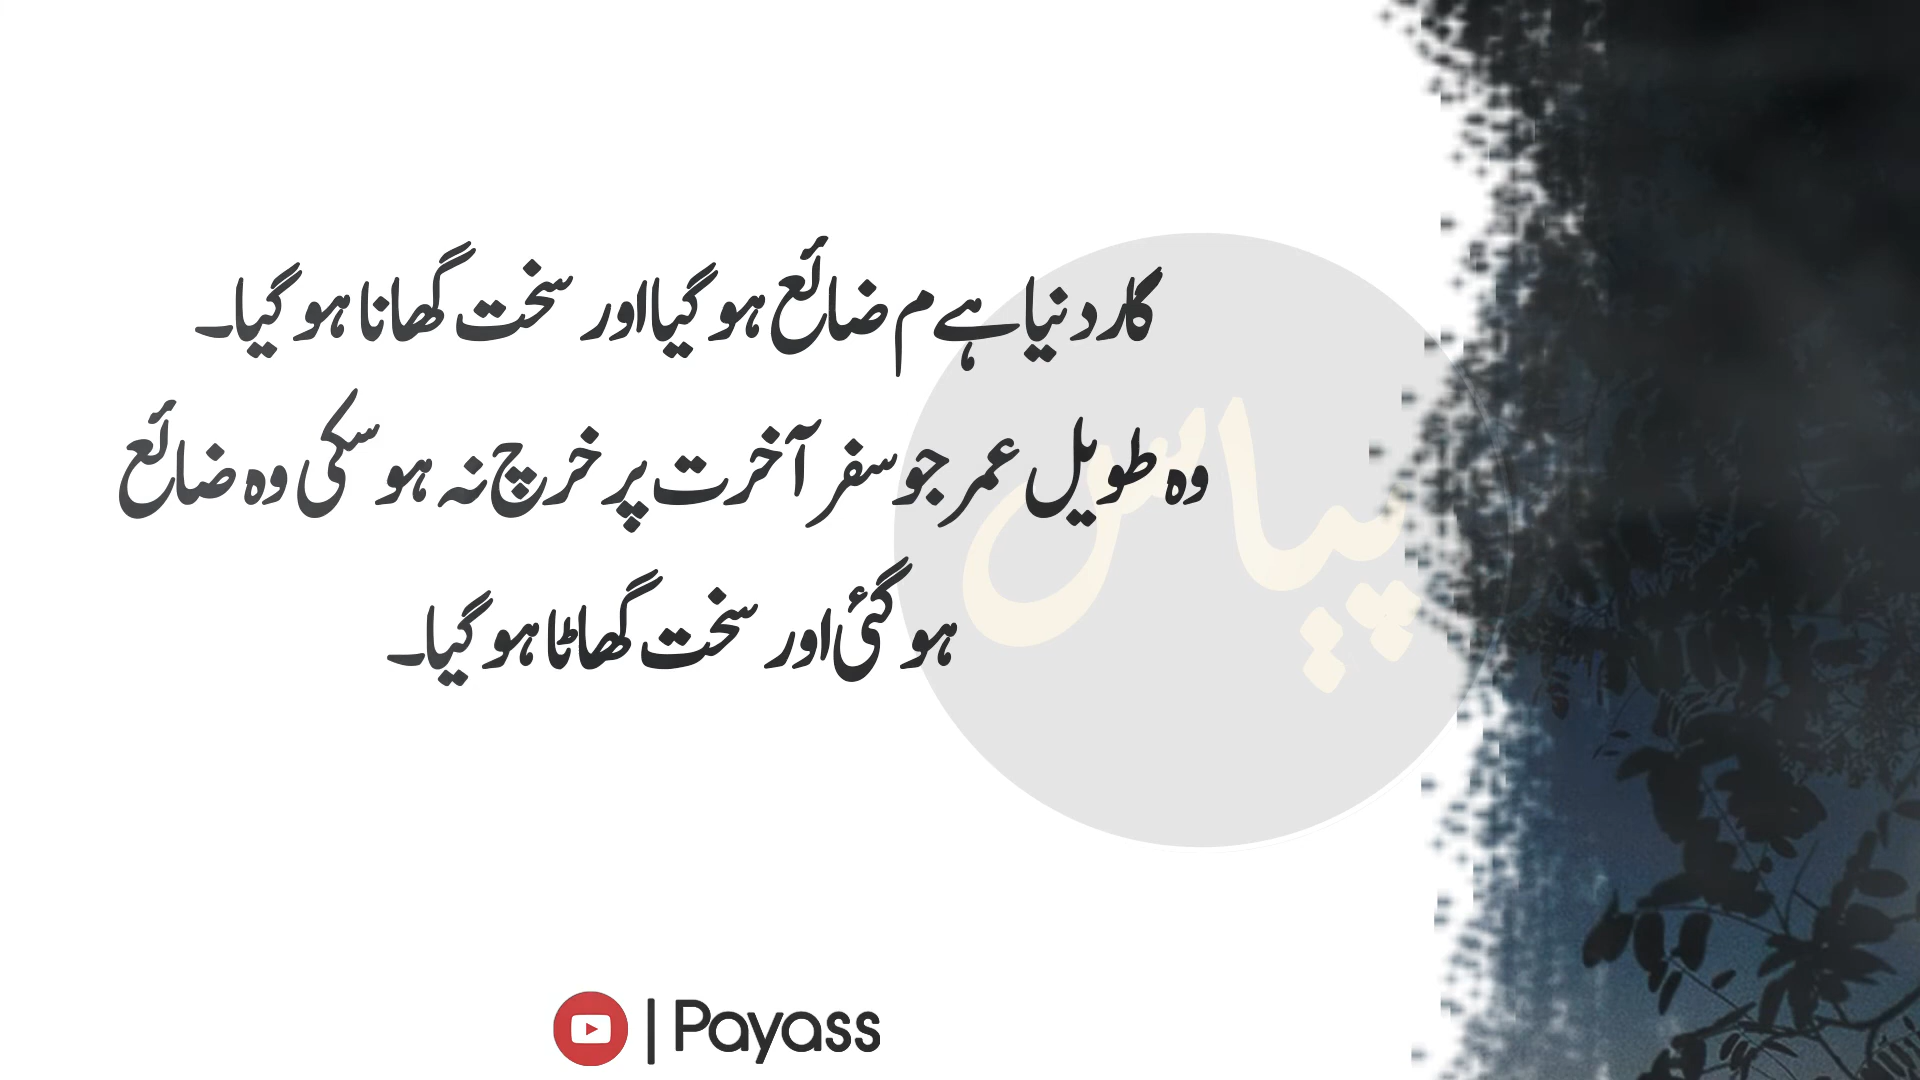 گار دنیا ہے م ضائع ہو گیا اور سخت گھانا ہو گیا۔
وہ طویل عمر جو سفر آخرت پر خرچ نہ ہو سکی وہ ضائع
ہو گئی اور سخت گھاٹا ہو گیا۔
پیاس
| Payass